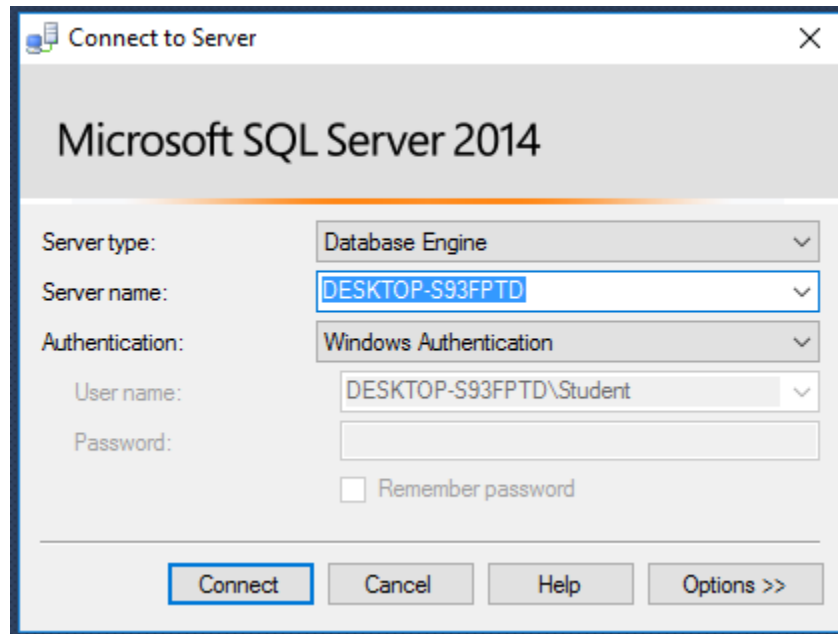 Connect to Server
Microsoft SQL Server 2014
Server type: Database Engine
Server name: DESKTOP-S93FPTD
Authentication: Windows Authentication
User name: DESKTOP-S93FPTD\Student
Password:
Remember password
Connect Cancel Help Options >>